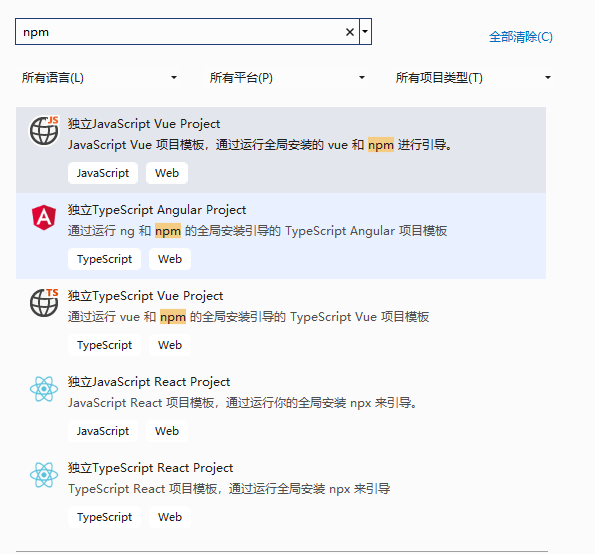 npm
全部清除(C)
所有语言(L) 所有平台(P) 所有项目类型(T)
JS
独立JavaScript Vue Project
JavaScript Vue 项目模板，通过运行全局安装的 vue 和 npm 进行引导。
JavaScript Web
A
独立TypeScript Angular Project
通过运行 ng 和 npm 的全局安装引导的 TypeScript Angular 项目模板
TypeScript Web
TS
独立TypeScript Vue Project
通过运行 vue 和 npm 的全局安装引导的 TypeScript Vue 项目模板
TypeScript Web
独立JavaScript React Project
JavaScript React 项目模板，通过运行你的全局安装 npx 来引导。
JavaScript Web
独立TypeScript React Project
TypeScript React 项目模板，通过运行全局安装 npx 来引导
TypeScript Web